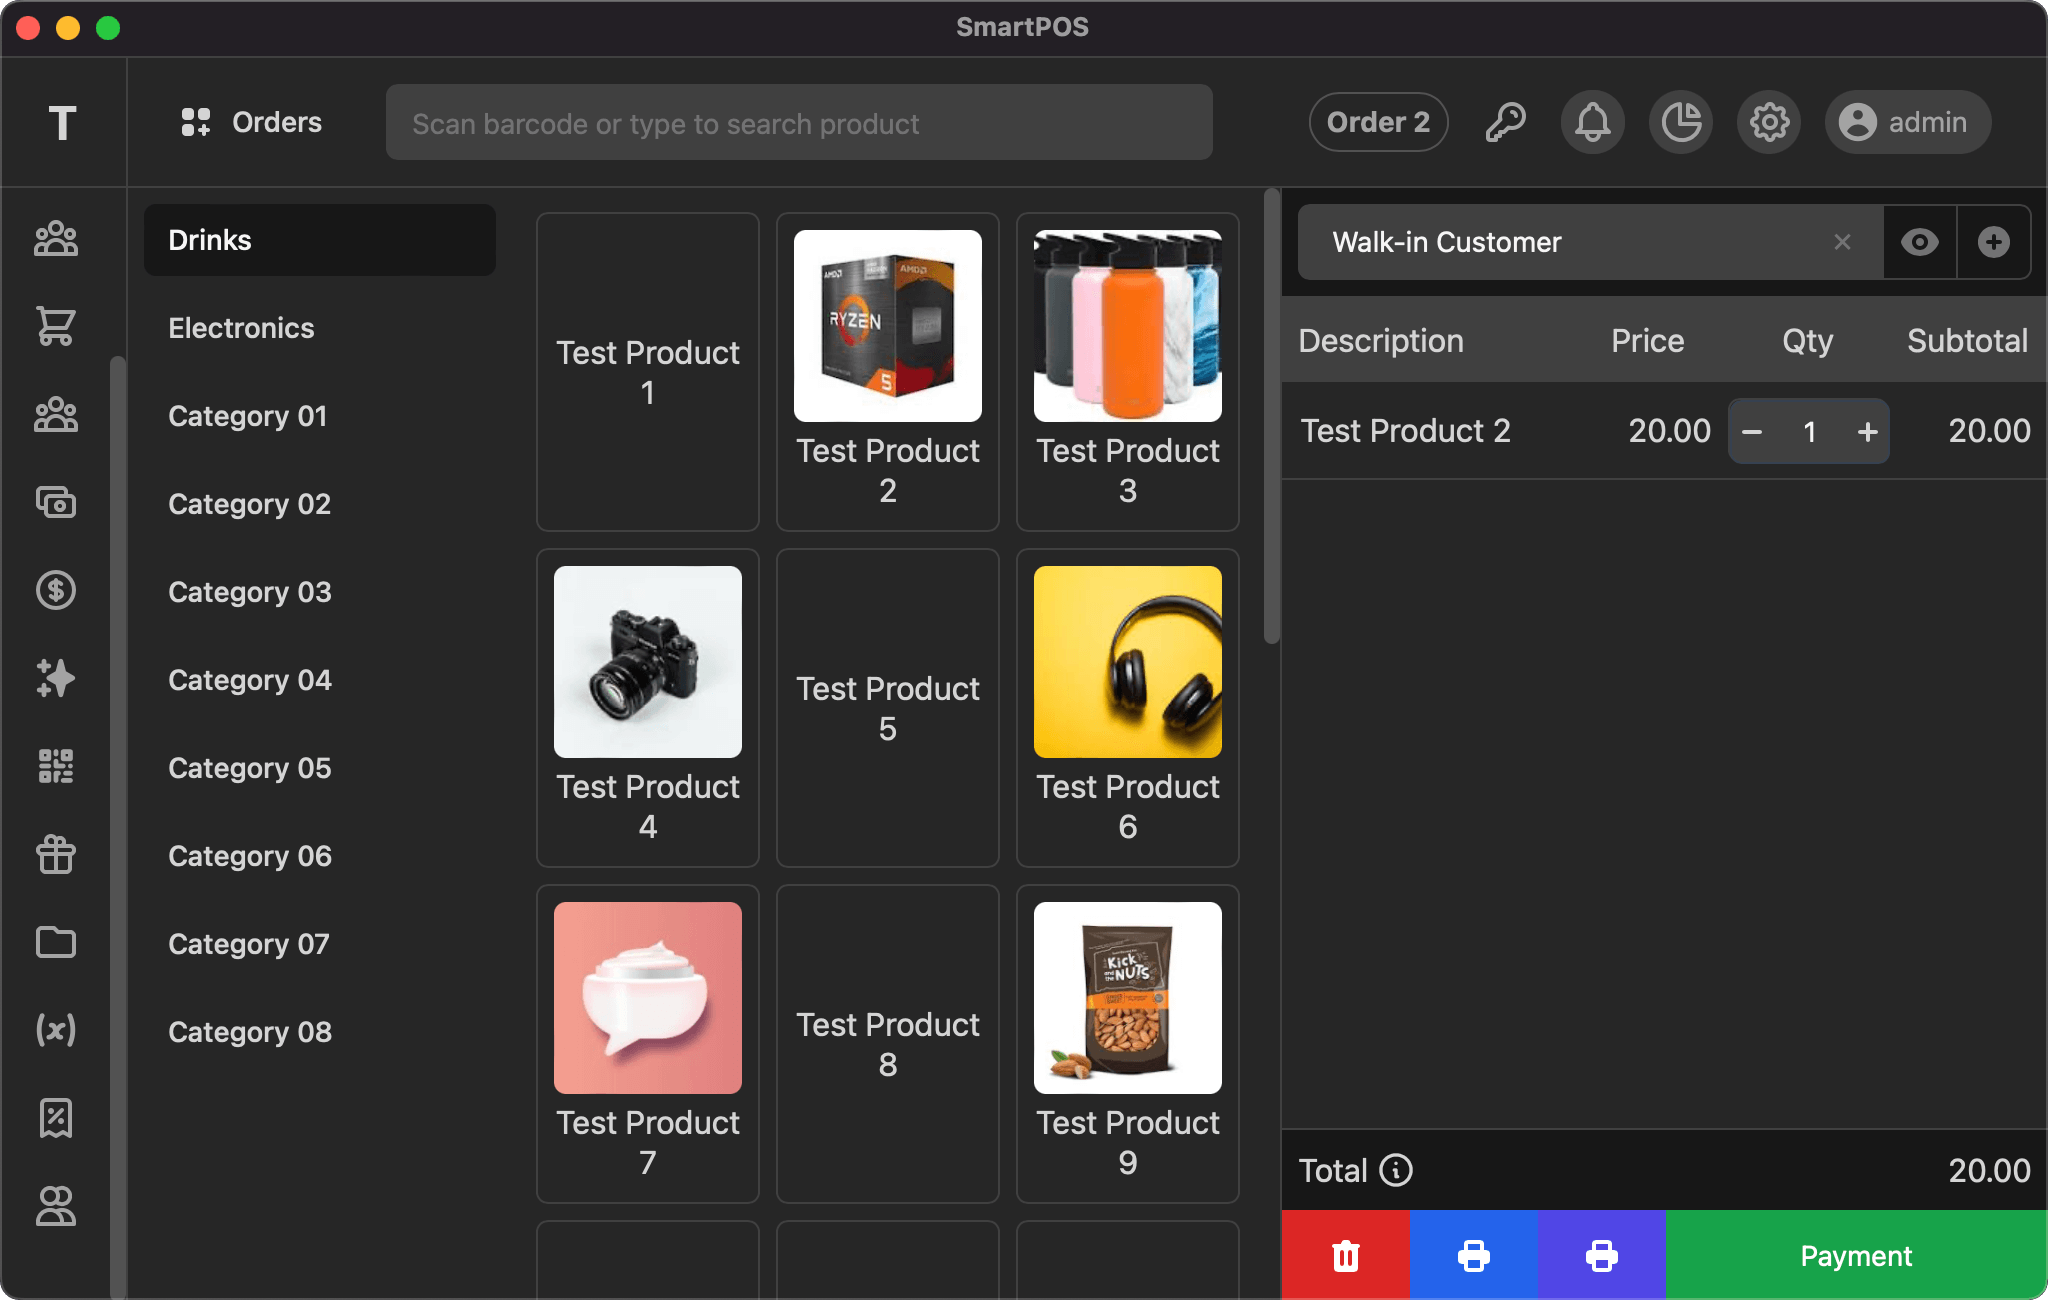 SmartPOS
T
Orders
Scan barcode or type to search product
Order 2
admin
Drinks
Electronics
Category 01
Category 02
Category 03
Category 04
Category 05
Category 06
Category 07
Category 08
Test Product
1
AMD
AMD
RYZEN
5
Test Product
2
Test Product
3
Test Product
4
Test Product
5
Test Product
6
Test Product
7
Test Product
8
Kick
and the NUTS
Test Product
9
Walk-in Customer
Description Price Qty Subtotal
Test Product 2 20.00 − 1 + 20.00
Total 20.00
Payment